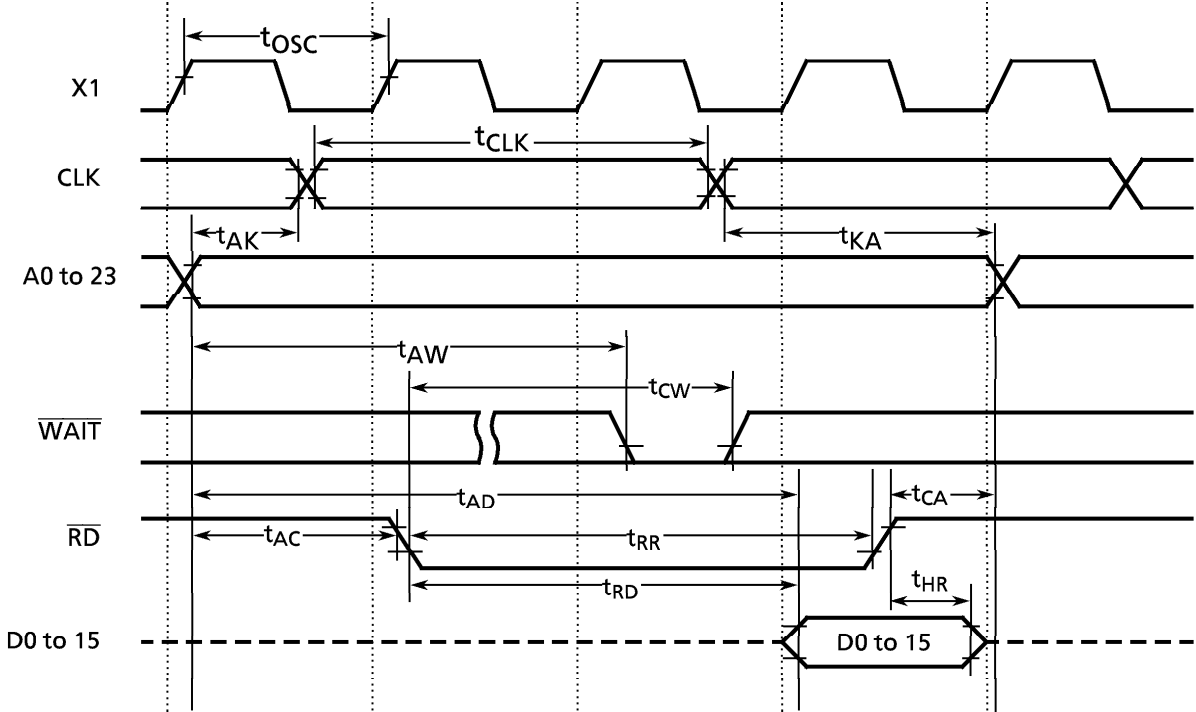 tOSC
X1
tCLK
CLK
tAK
tKA
A0 to 23
tAW
tCW
WAIT
tAD
tCA
RD
tAC
tRR
tRD
tHR
D0 to 15
D0 to 15